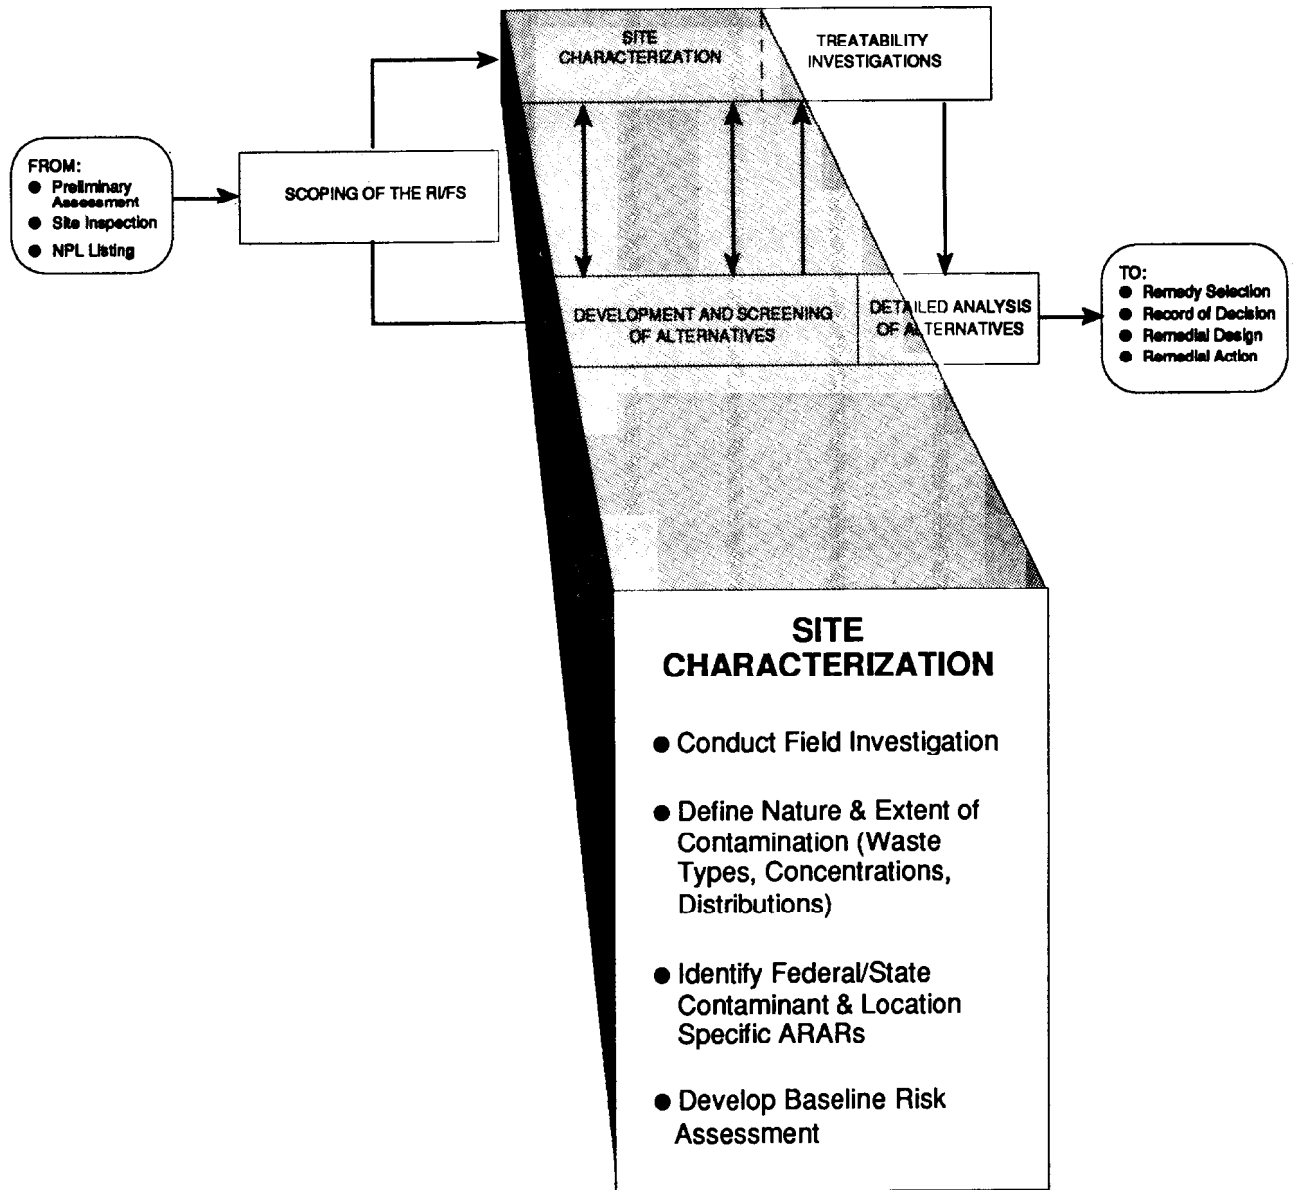 SITE
CHARACTERIZATION
TREATABILITY
INVESTIGATIONS
FROM:
● Preliminary
Assessment
● Site Inspection
● NPL Listing
SCOPING OF THE RI/FS
DEVELOPMENT AND SCREENING
OF ALTERNATIVES
DETAILED ANALYSIS
OF ALTERNATIVES
TO:
● Remedy Selection
● Record of Decision
● Remedial Design
● Remedial Action
SITE
CHARACTERIZATION
● Conduct Field Investigation
● Define Nature & Extent of
Contamination (Waste
Types, Concentrations,
Distributions)
● Identify Federal/State
Contaminant & Location
Specific ARARs
● Develop Baseline Risk
Assessment